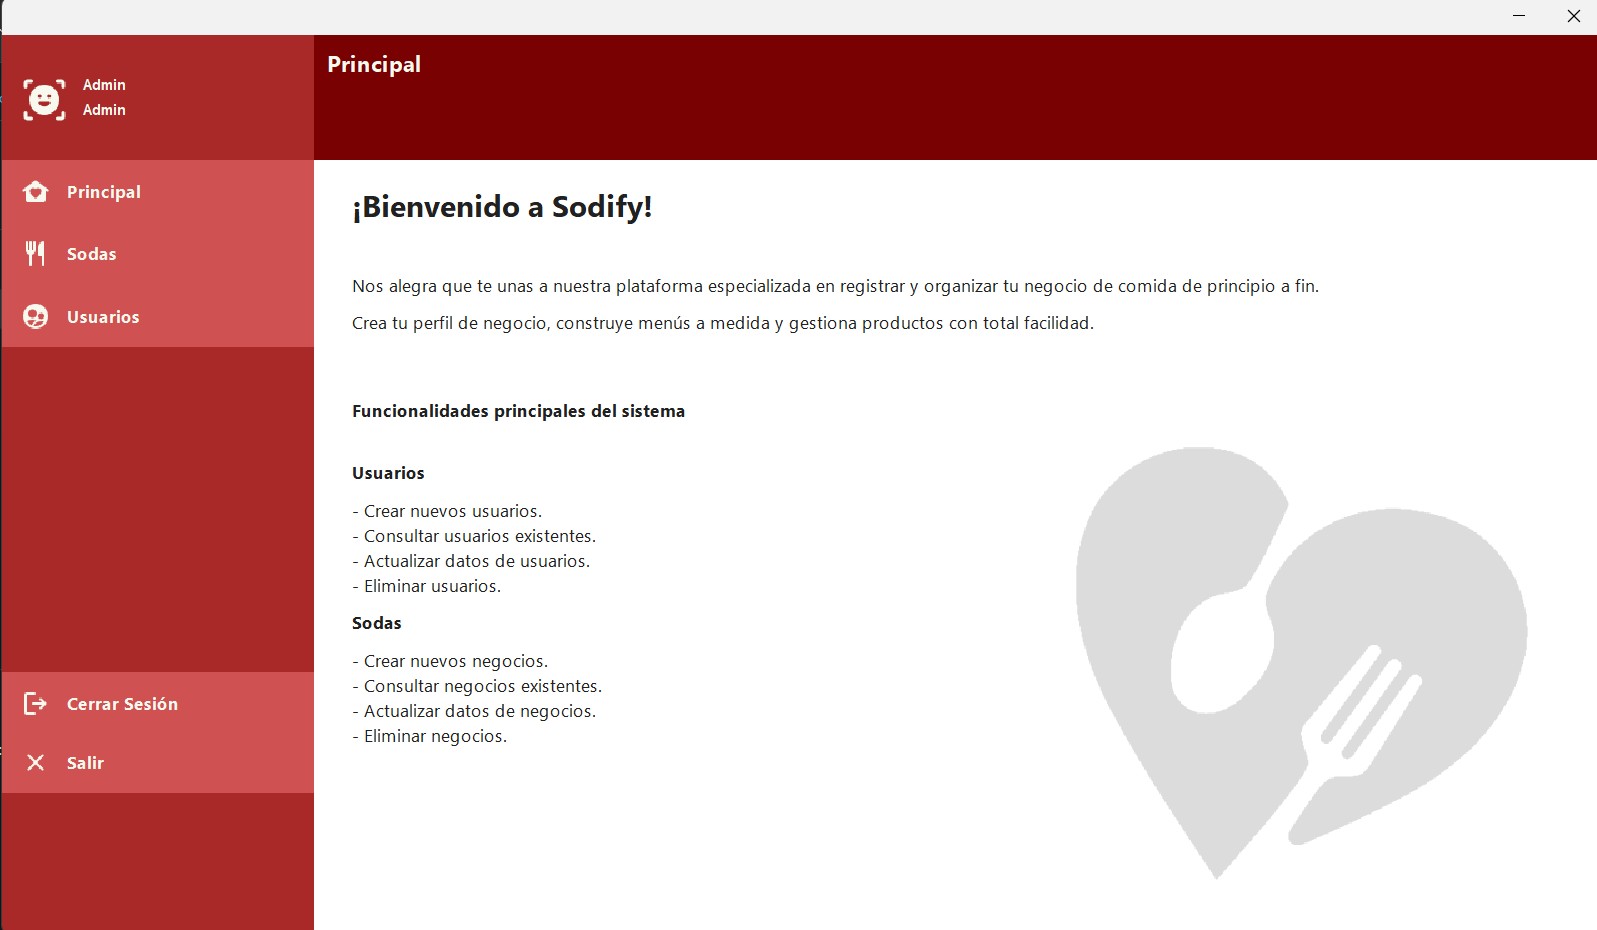 Admin
Admin
Principal
Principal
Sodas
Usuarios
Cerrar Sesión
Salir
¡Bienvenido a Sodify!
Nos alegra que te unas a nuestra plataforma especializada en registrar y organizar tu negocio de comida de principio a fin.
Crea tu perfil de negocio, construye menús a medida y gestiona productos con total facilidad.
Funcionalidades principales del sistema
Usuarios
- Crear nuevos usuarios.
- Consultar usuarios existentes.
- Actualizar datos de usuarios.
- Eliminar usuarios.
Sodas
- Crear nuevos negocios.
- Consultar negocios existentes.
- Actualizar datos de negocios.
- Eliminar negocios.